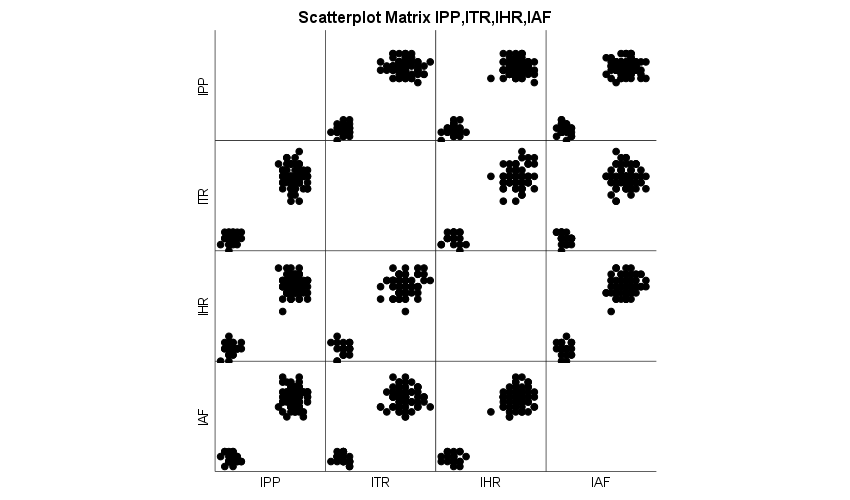 Scatterplot Matrix IPP,ITR,IHR,IAF
IPP
ITR
IHR
IAF
IPP ITR IHR IAF